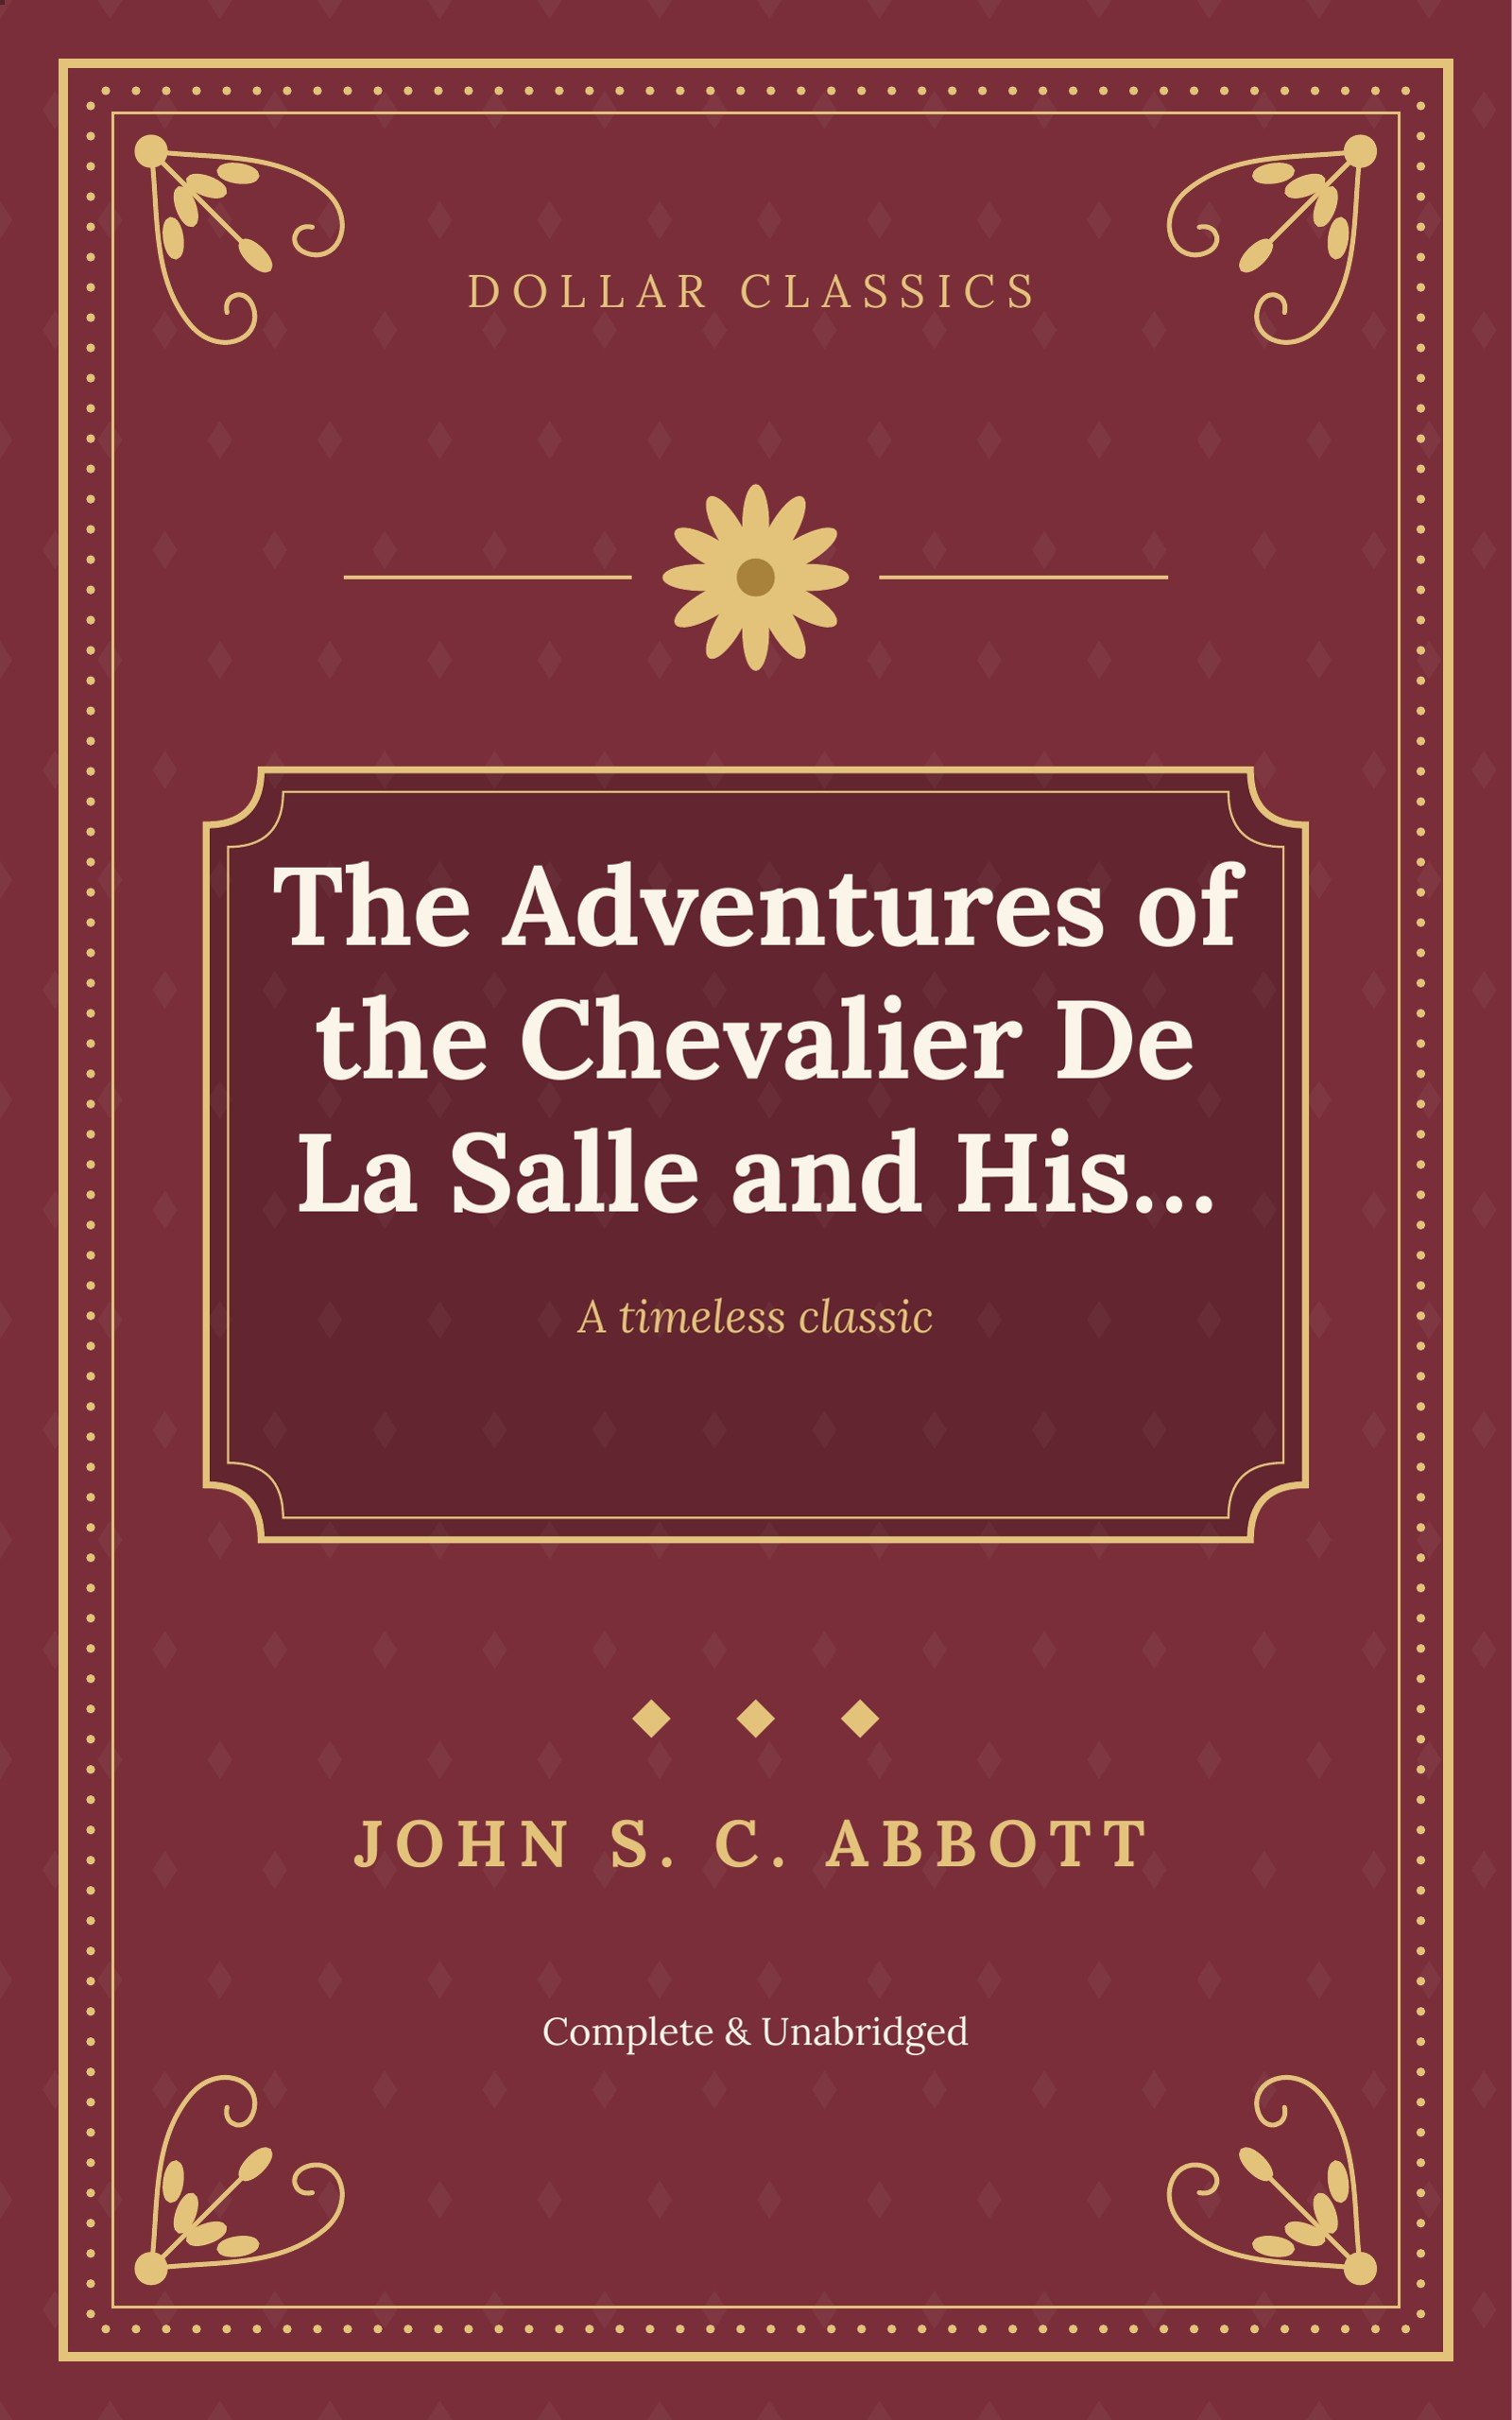 DOLLAR CLASSICS
The Adventures of
the Chevalier De
La Salle and His...
A timeless classic
JOHN S. C. ABBOTT
Complete & Unabridged